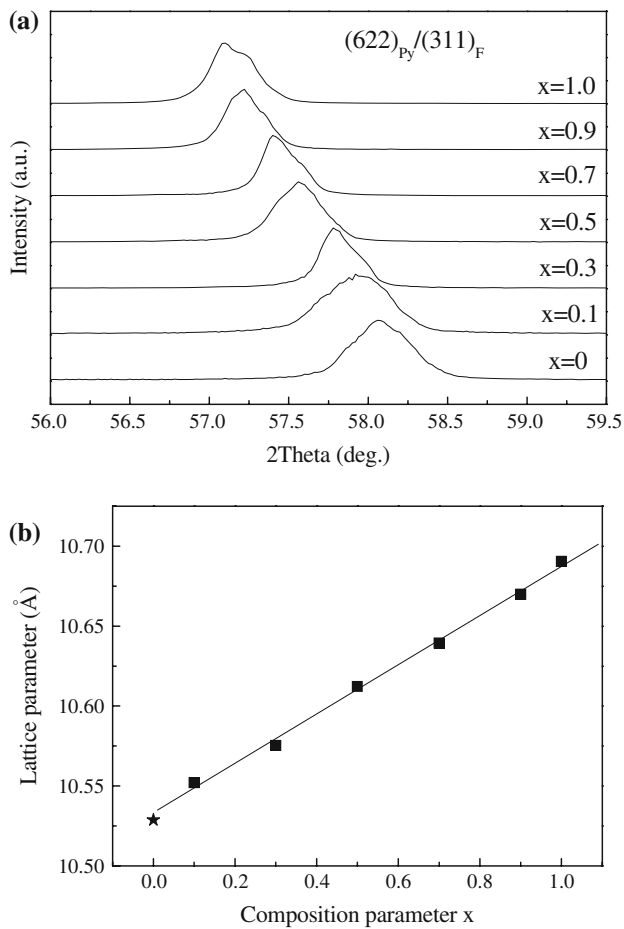 (a)
(622)Py/(311)F
x=1.0
x=0.9
x=0.7
x=0.5
x=0.3
x=0.1
x=0
Intensity (a.u.)
56.0 56.5 57.0 57.5 58.0 58.5 59.0 59.5
2Theta (deg.)
(b)
10.70
10.65
10.60
10.55
10.50
Lattice parameter (Å)
0.0 0.2 0.4 0.6 0.8 1.0
Composition parameter x